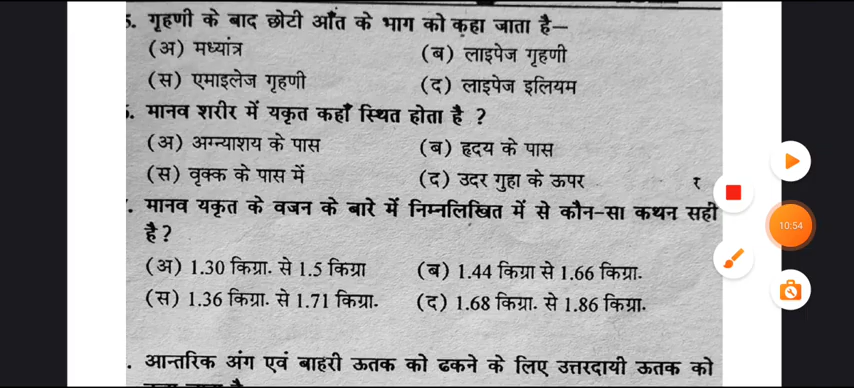 5. गृहणी के बाद छोटी आँत के भाग को कहा जाता है—
(अ) मध्यांत्र (ब) लाइपेज गृहणी
(स) एमाइलेज गृहणी (द) लाइपेज इलियम
मानव शरीर में यकृत कहाँ स्थित होता है ?
(अ) अग्न्याशय के पास (ब) हृदय के पास
(स) वृक्क के पास में (द) उदर गुहा के ऊपर
मानव यकृत के वजन के बारे में निम्नलिखित में से कौन-सा कथन सही
है?
(अ) 1.30 किग्रा. से 1.5 किग्रा (ब) 1.44 किग्रा से 1.66 किग्रा.
(स) 1.36 किग्रा. से 1.71 किग्रा. (द) 1.68 किग्रा. से 1.86 किग्रा.
आन्तरिक अंग एवं बाहरी ऊतक को ढकने के लिए उत्तरदायी ऊतक को
10:54